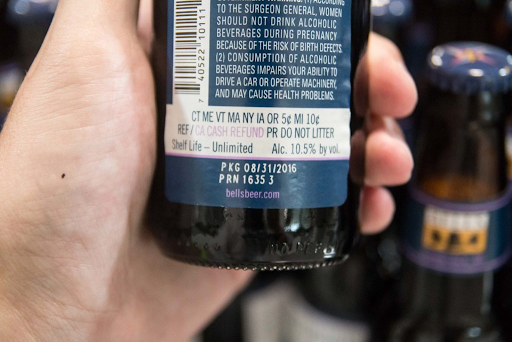 TO THE SURGEON GENERAL, WOMEN
SHOULD NOT DRINK ALCOHOLIC
BEVERAGES DURING PREGNANCY
BECAUSE OF THE RISK OF BIRTH DEFECTS.
(2) CONSUMPTION OF ALCOHOLIC
BEVERAGES IMPAIRS YOUR ABILITY TO
DRIVE A CAR OR OPERATE MACHINERY,
AND MAY CAUSE HEALTH PROBLEMS.
7 40522 10111
CT ME VT MA NY IA OR 5¢ MI 10¢
REF/CA CASH REFUND PR DO NOT LITTER
Shelf Life – Unlimited Alc. 10.5% by vol.
PKG 08/31/2016
PRN 1635 3
bellsbeer.com